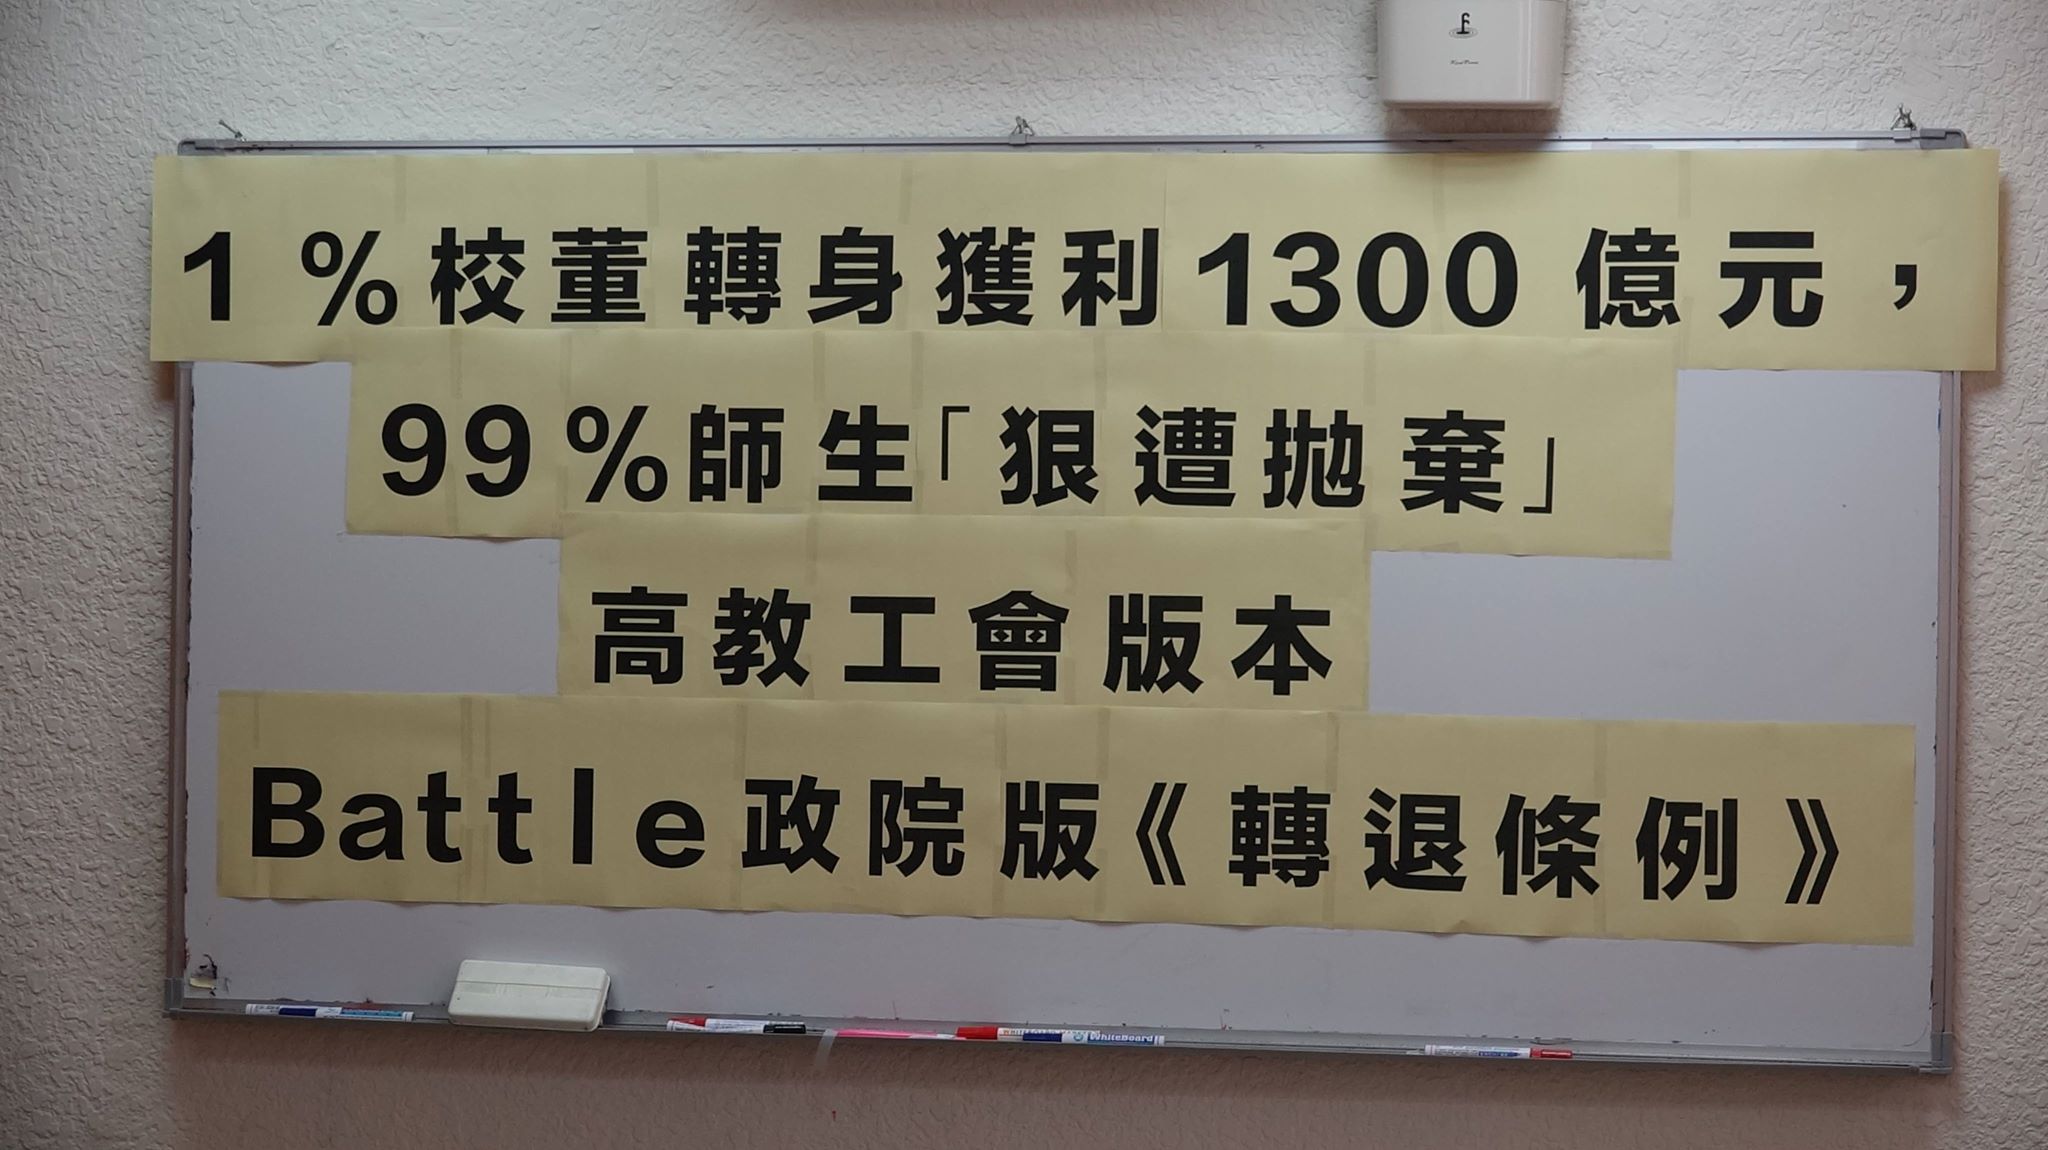 1%校董轉身獲利1300億元，
99%師生「狠遭拋棄」
高教工會版本
Battle政院版《轉退條例》
WhiteBoard